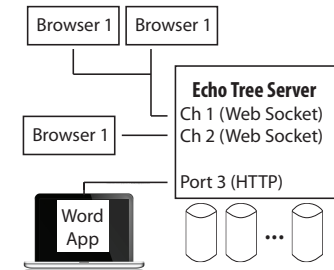 Browser 1 Browser 1
Echo Tree Server
Ch 1 (Web Socket)
Browser 1 Ch 2 (Web Socket)
Port 3 (HTTP)
Word
App
...